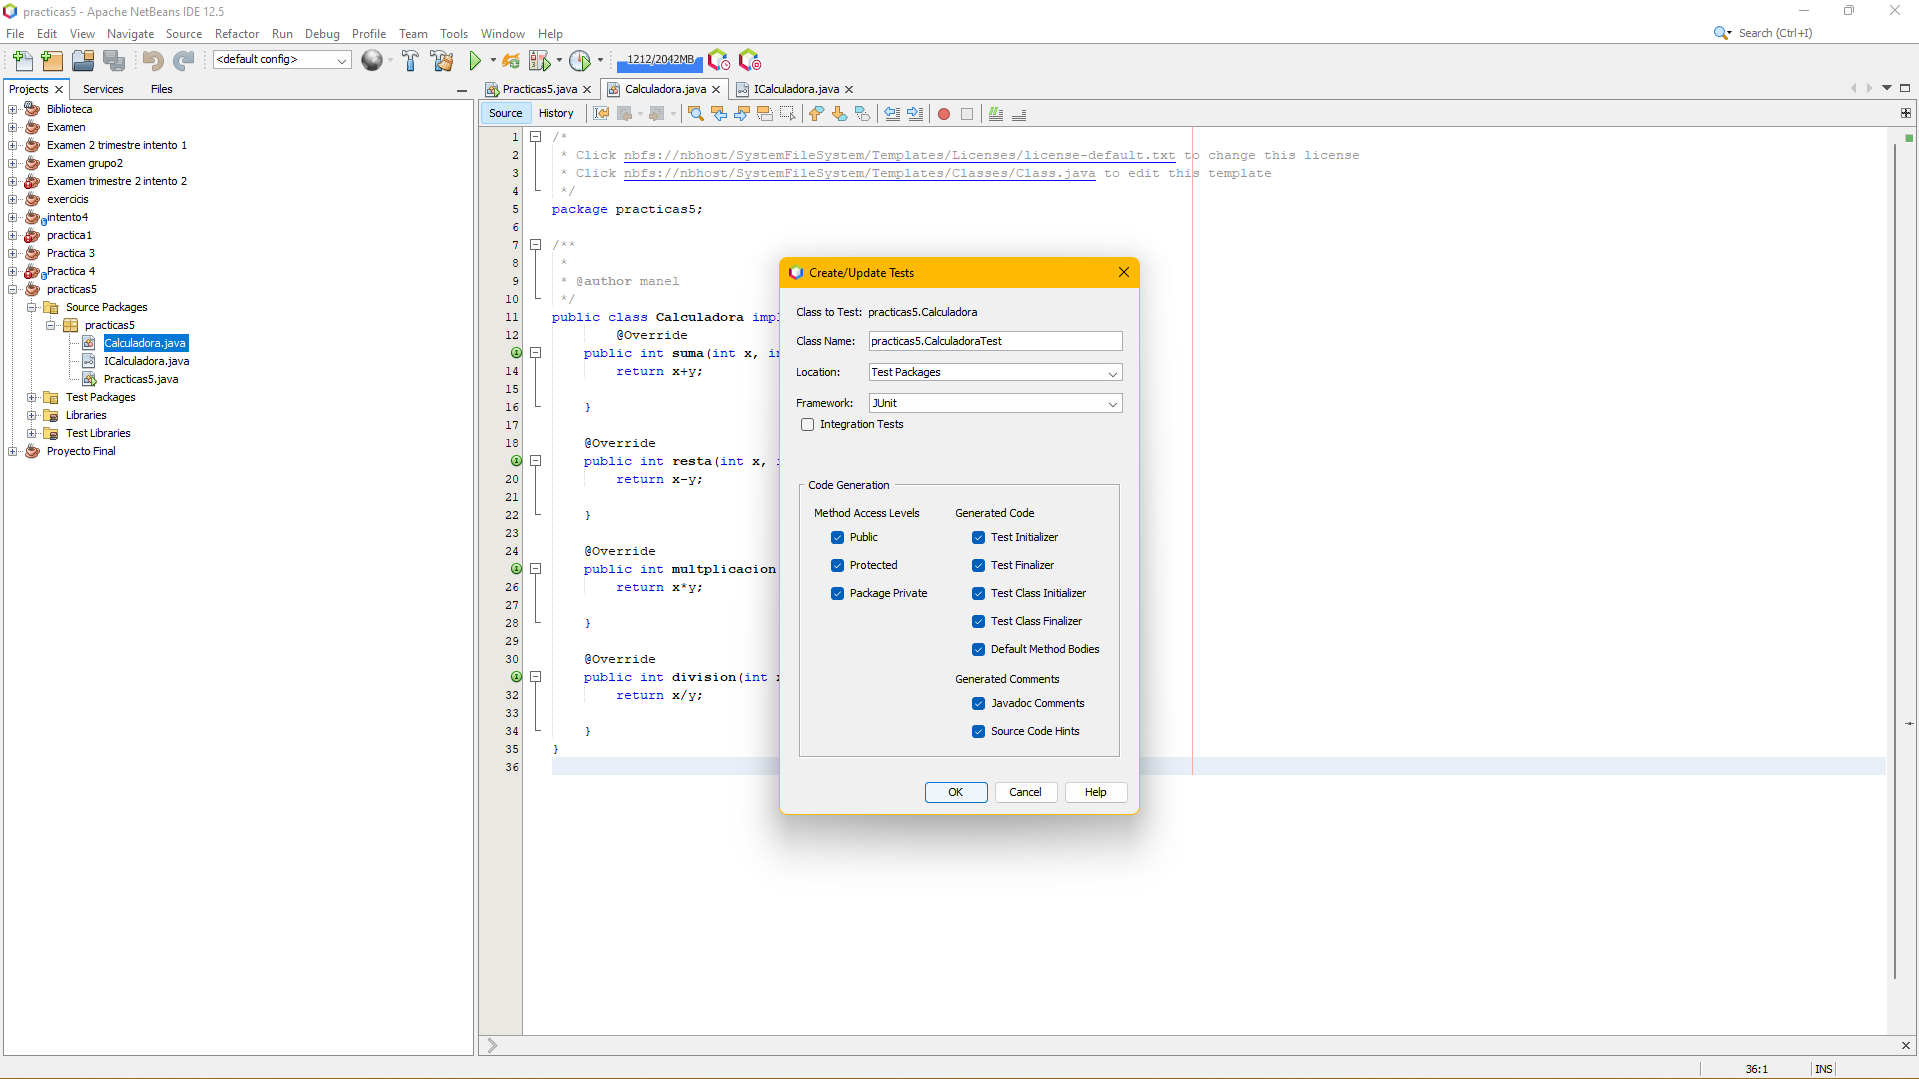 practicas5 - Apache NetBeans IDE 12.5
File Edit View Navigate Source Refactor Run Debug Profile Team Tools Window Help
Search (Ctrl+I)
<default config>
1212/2042MB
Projects Services Files
Practicas5.java Calculadora.java ICalculadora.java
Source History
Biblioteca
Examen
Examen 2 trimestre intento 1
Examen grupo2
Examen trimestre 2 intento 2
exercicis
intento4
practica1
Practica 3
Practica 4
practicas5
Source Packages
practicas5
Calculadora.java
ICalculadora.java
Practicas5.java
Test Packages
Libraries
Test Libraries
Proyecto Final
1 /*
2 * Click nbfs://nbhost/SystemFileSystem/Templates/Licenses/license-default.txt to change this license
3 * Click nbfs://nbhost/SystemFileSystem/Templates/Classes/Class.java to edit this template
4 */
5 package practicas5;
6
7 /**
8 *
9 * @author manel
10 */
11 public class Calculadora impl
12 @Override
public int suma(int x, in
14 return x+y;
15
16 }
17
18 @Override
public int resta(int x, i
20 return x-y;
21
22 }
23
24 @Override
public int multplicacion
26 return x*y;
27
28 }
29
30 @Override
public int division(int x
32 return x/y;
33
34 }
35 }
36
Create/Update Tests
Class to Test: practicas5.Calculadora
Class Name: practicas5.CalculadoraTest
Location: Test Packages
Framework: JUnit
Integration Tests
Code Generation
Method Access Levels
Public
Protected
Package Private
Generated Code
Test Initializer
Test Finalizer
Test Class Initializer
Test Class Finalizer
Default Method Bodies
Generated Comments
Javadoc Comments
Source Code Hints
OK Cancel Help
36:1 INS